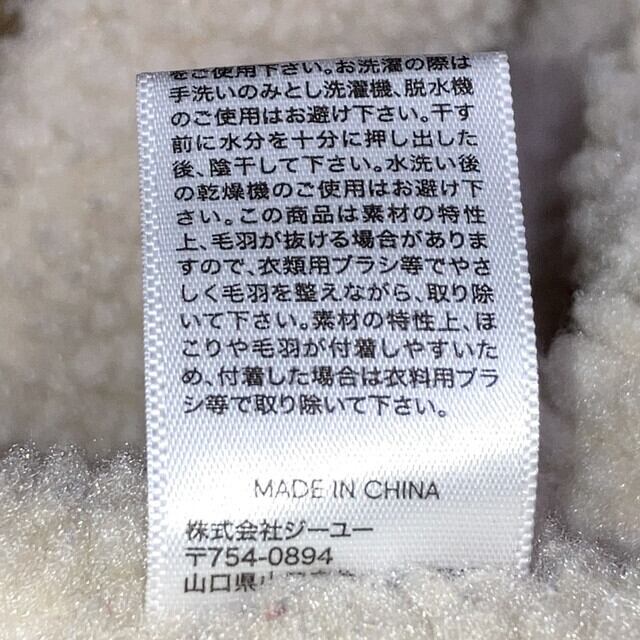 をご使用下さい。お洗濯の際は
手洗いのみとし洗濯機、脱水機
のご使用はお避け下さい。干す
前に水分を十分に押し出した
後、陰干して下さい。水洗い後
の乾燥機のご使用はお避け下
さい。この商品は素材の特性
上、毛羽が抜ける場合がありま
すので、衣類用ブラシ等でやさ
しく毛羽を整えながら、取り除
いて下さい。素材の特性上、ほ
こりや毛羽が付着しやすいた
め、付着した場合は衣料用ブラ
シ等で取り除いて下さい。
MADE IN CHINA
株式会社ジーユー
〒754-0894
山口県山口市